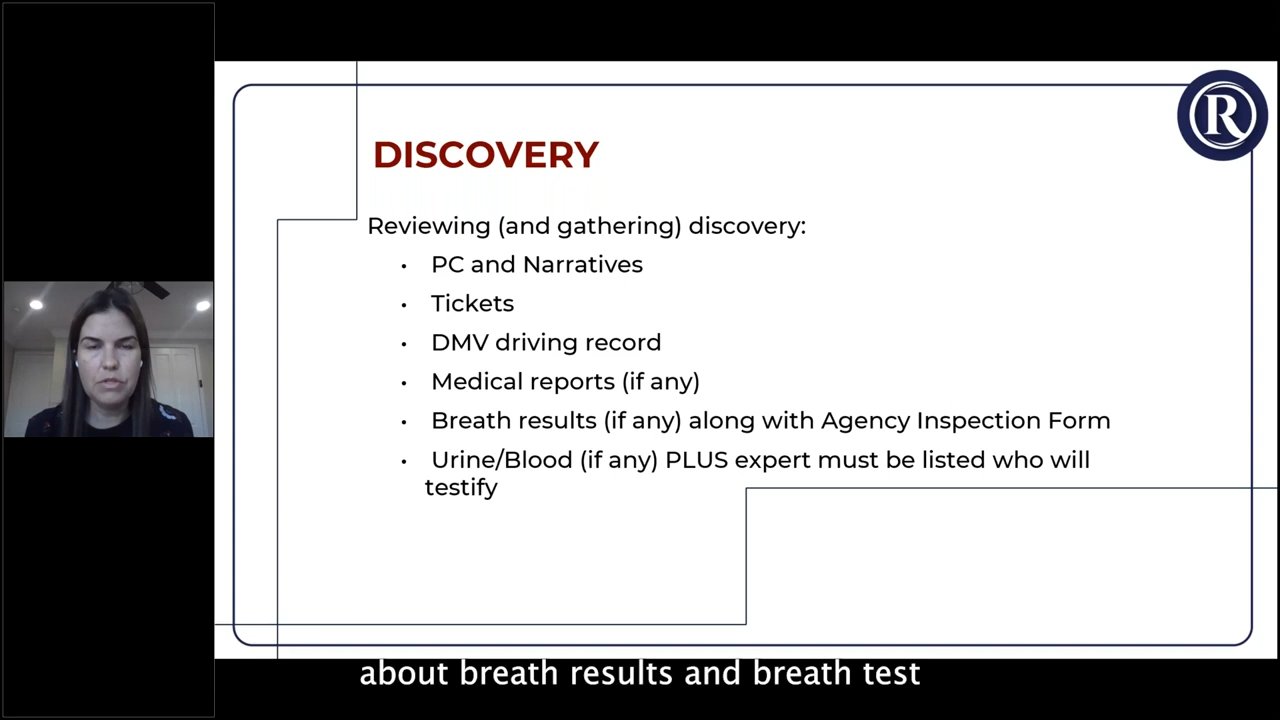 R
DISCOVERY
Reviewing (and gathering) discovery:
• PC and Narratives
• Tickets
• DMV driving record
• Medical reports (if any)
• Breath results (if any) along with Agency Inspection Form
• Urine/Blood (if any) PLUS expert must be listed who will
testify
about breath results and breath test